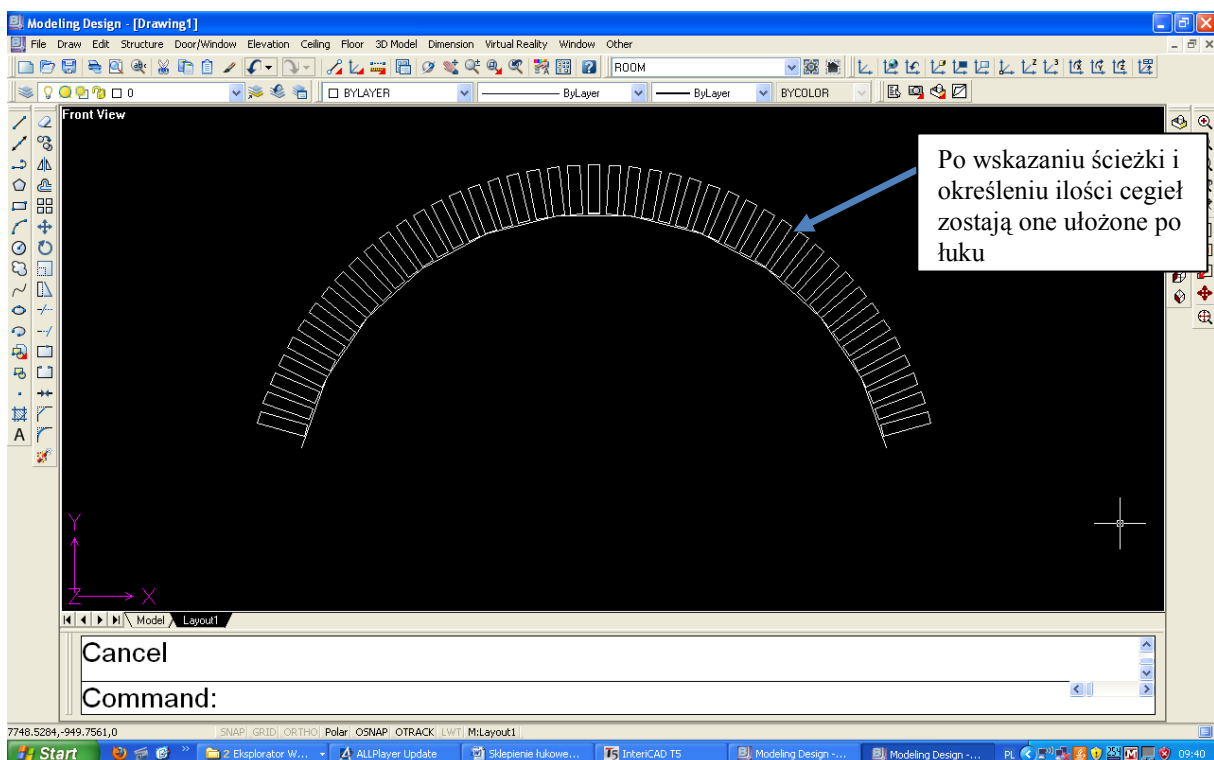 Modeling Design - [Drawing1]
File Draw Edit Structure Door/Window Elevation Ceiling Floor 3D Model Dimension Virtual Reality Window Other
ROOM
0 BYLAYER ByLayer ByLayer BYCOLOR
Front View
Po wskazaniu ścieżki i
określeniu ilości cegieł
zostają one ułożone po
łuku
A
Y
Z X
Model Layout1
Cancel
Command:
7748.5284,-949.7561,0 SNAP GRID ORTHO Polar OSNAP OTRACK LWT M:Layout1
Start 2 Eksplorator W... ALLPlayer Update Sklepienie łukowe... T5 InteriCAD T5 Modeling Design -... Modeling Design -... PL 09:40